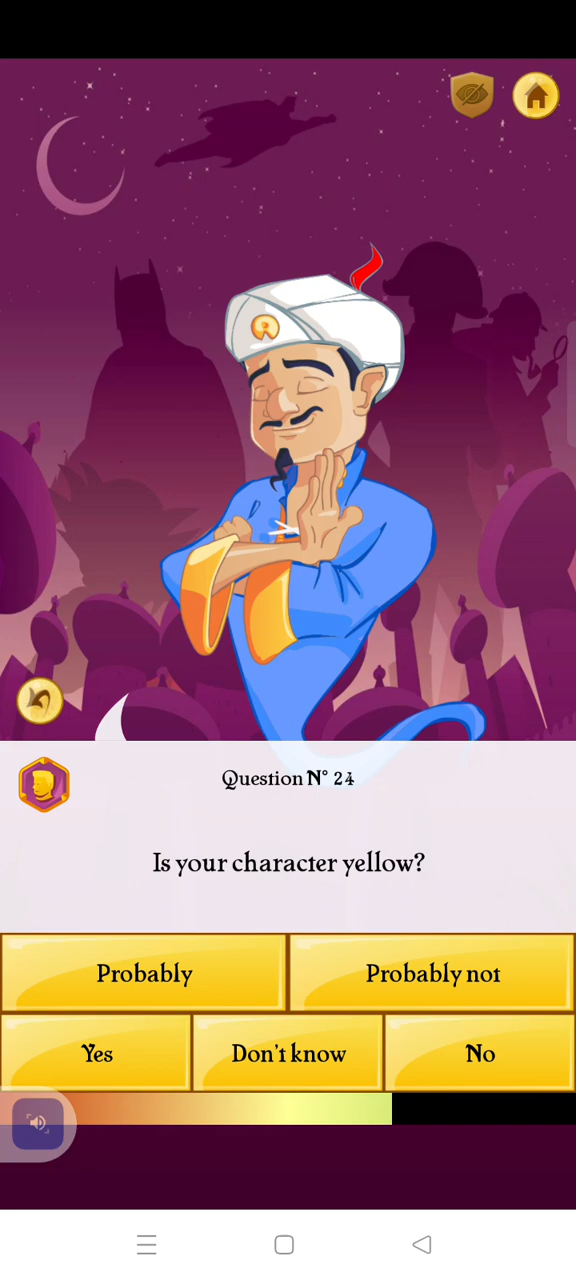 Question N° 24
Is your character yellow?
Probably
Probably not
Yes
Don't know
No